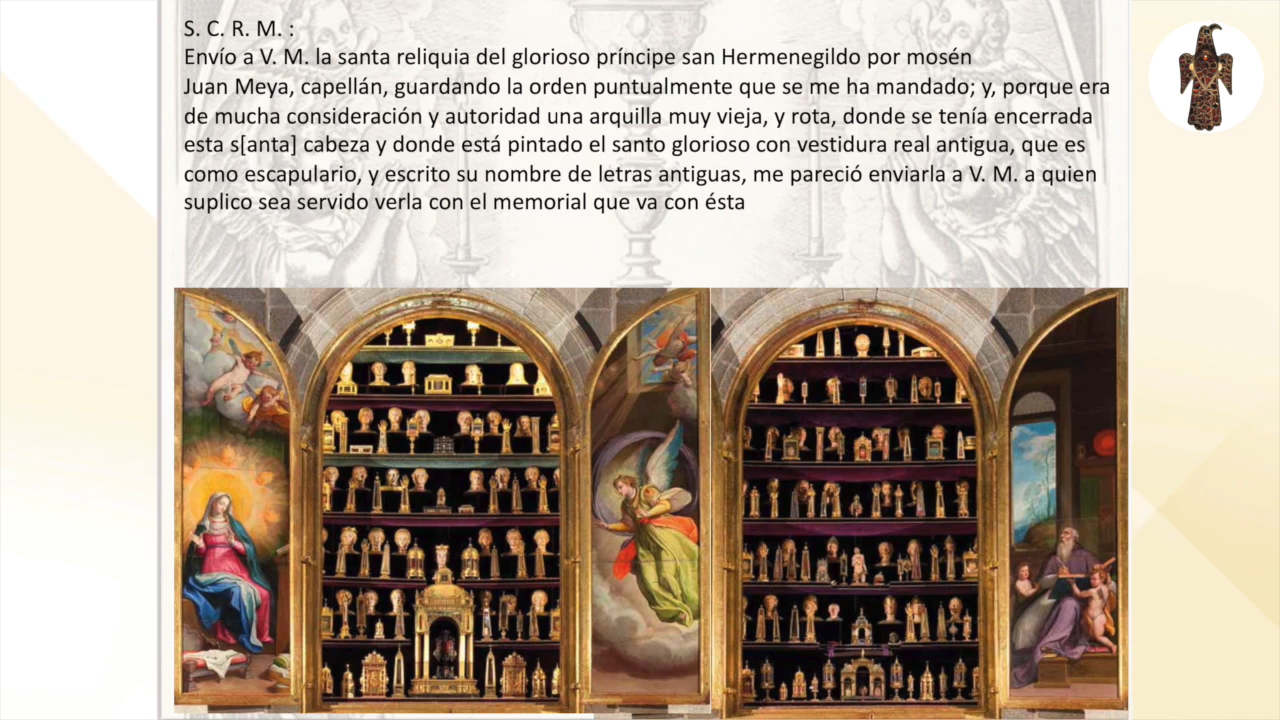 S. C. R. M. :
Envío a V. M. la santa reliquia del glorioso príncipe san Hermenegildo por mosén
Juan Meya, capellán, guardando la orden puntualmente que se me ha mandado; y, porque era
de mucha consideración y autoridad una arquilla muy vieja, y rota, donde se tenía encerrada
esta s[anta] cabeza y donde está pintado el santo glorioso con vestidura real antigua, que es
como escapulario, y escrito su nombre de letras antiguas, me pareció enviarla a V. M. a quien
suplico sea servido verla con el memorial que va con ésta